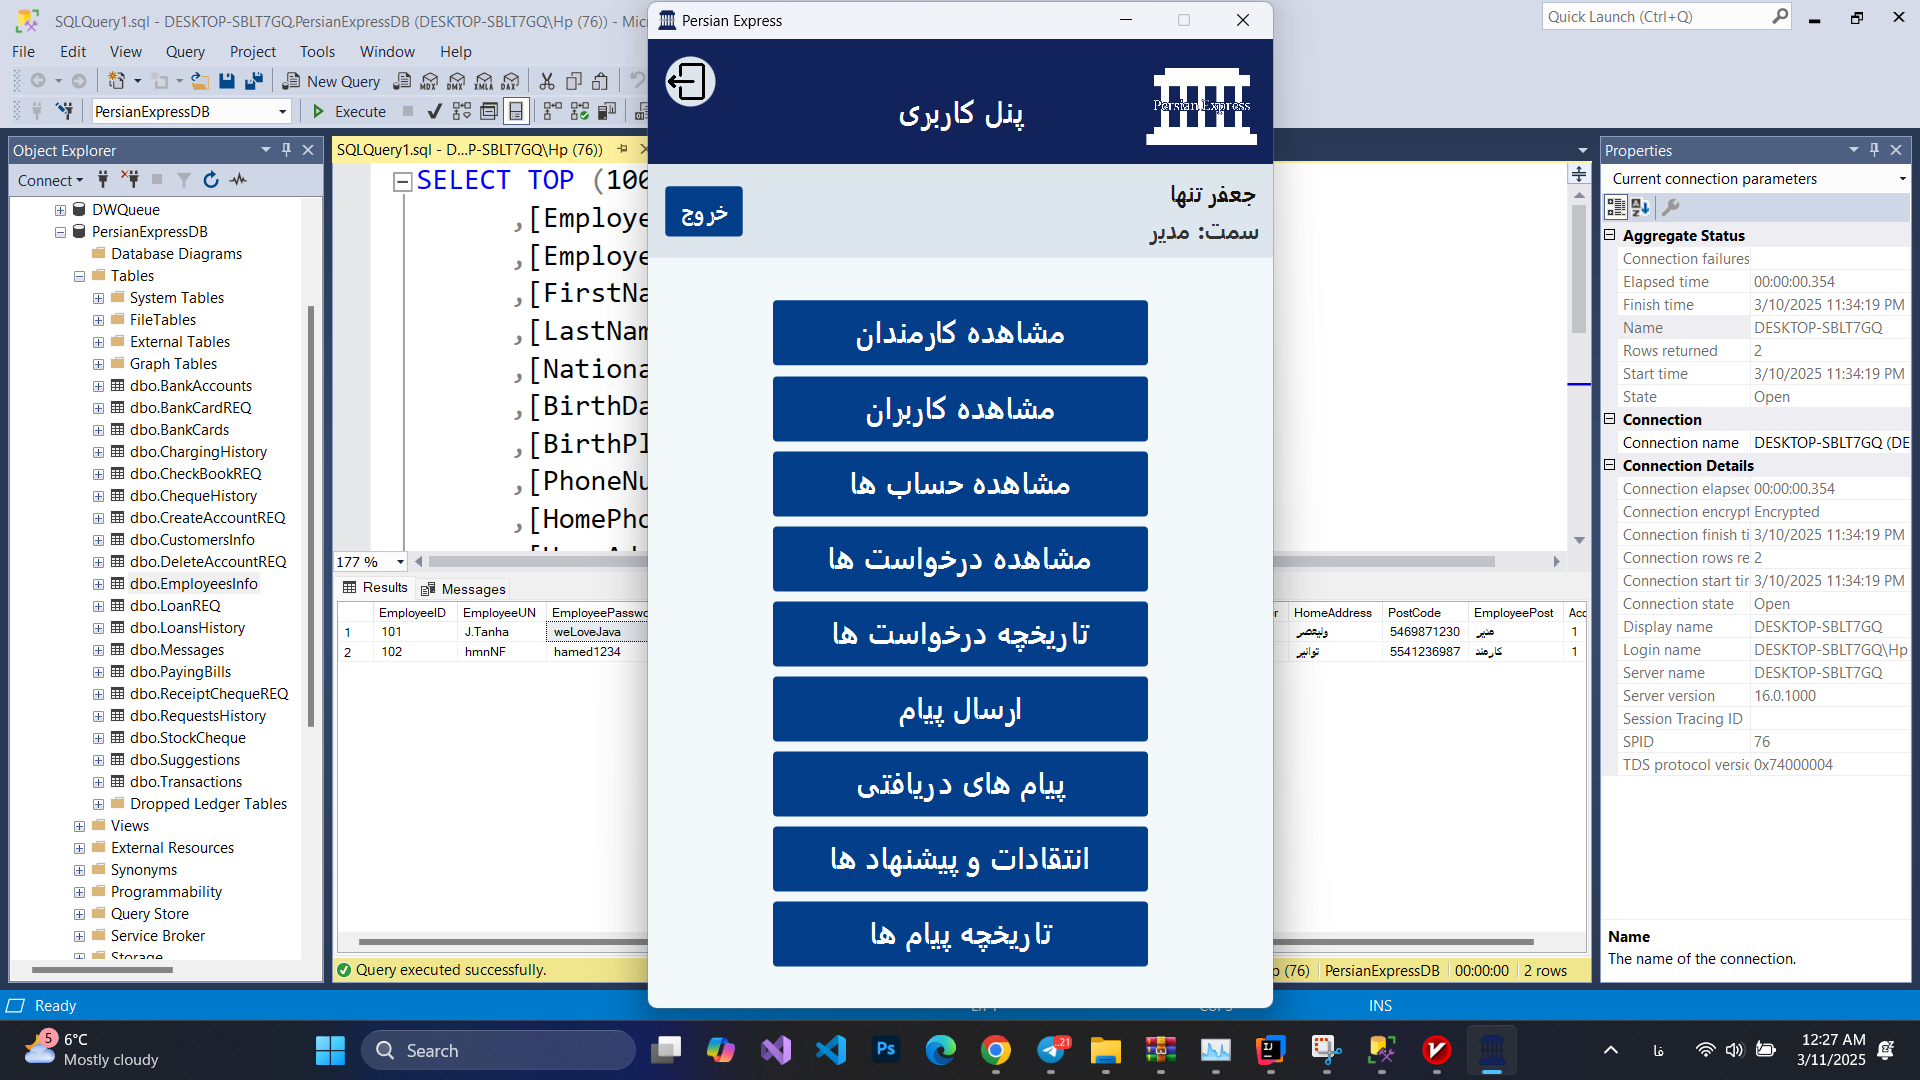 SQLQuery1.sql - DESKTOP-SBLT7GQ.PersianExpressDB (DESKTOP-SBLT7GQ\Hp (76)) - Mic
Quick Launch (Ctrl+Q)
File Edit View Query Project Tools Window Help
New Query
MDX DMX XMLA DAX
PersianExpressDB
Execute
Object Explorer
Connect
DWQueue
PersianExpressDB
Database Diagrams
Tables
System Tables
FileTables
External Tables
Graph Tables
dbo.BankAccounts
dbo.BankCardREQ
dbo.BankCards
dbo.ChargingHistory
dbo.CheckBookREQ
dbo.ChequeHistory
dbo.CreateAccountREQ
dbo.CustomersInfo
dbo.DeleteAccountREQ
dbo.EmployeesInfo
dbo.LoanREQ
dbo.LoansHistory
dbo.Messages
dbo.PayingBills
dbo.ReceiptChequeREQ
dbo.RequestsHistory
dbo.StockCheque
dbo.Suggestions
dbo.Transactions
Dropped Ledger Tables
Views
External Resources
Synonyms
Programmability
Query Store
Service Broker
Storage
SQLQuery1.sql - D...P-SBLT7GQ\Hp (76))
SELECT TOP (100
,[Employe
,[Employe
,[FirstNa
,[LastNam
,[Nationa
,[BirthDa
,[BirthPl
,[PhoneNu
,[HomePho
177 %
Results Messages
EmployeeID EmployeeUN EmployeePasswo
1 101 J.Tanha weLoveJava
2 102 hmnNF hamed1234
HomeAddress PostCode EmployeePost Acc
ولیعصر 5469871230 مدیر 1
توانیر 5541236987 کارمند 1
Query executed successfully.
p (76) PersianExpressDB 00:00:00 2 rows
Persian Express
پنل کاربری
Persian Express
جعفر تنها
سمت: مدیر
خروج
مشاهده کارمندان
مشاهده کاربران
مشاهده حساب ها
مشاهده درخواست ها
تاریخچه درخواست ها
ارسال پیام
پیام های دریافتی
انتقادات و پیشنهاد ها
تاریخچه پیام ها
Properties
Current connection parameters
Aggregate Status
Connection failures
Elapsed time 00:00:00.354
Finish time 3/10/2025 11:34:19 PM
Name DESKTOP-SBLT7GQ
Rows returned 2
Start time 3/10/2025 11:34:19 PM
State Open
Connection
Connection name DESKTOP-SBLT7GQ (DE
Connection Details
Connection elapsec 00:00:00.354
Connection encrypt Encrypted
Connection finish ti 3/10/2025 11:34:19 PM
Connection rows re 2
Connection start tir 3/10/2025 11:34:19 PM
Connection state Open
Display name DESKTOP-SBLT7GQ
Login name DESKTOP-SBLT7GQ\Hp
Server name DESKTOP-SBLT7GQ
Server version 16.0.1000
Session Tracing ID
SPID 76
TDS protocol versic 0x74000004
Name
The name of the connection.
Ready
INS
5
6°C
Mostly cloudy
Search
Ps
21
IJ
فا
12:27 AM
3/11/2025